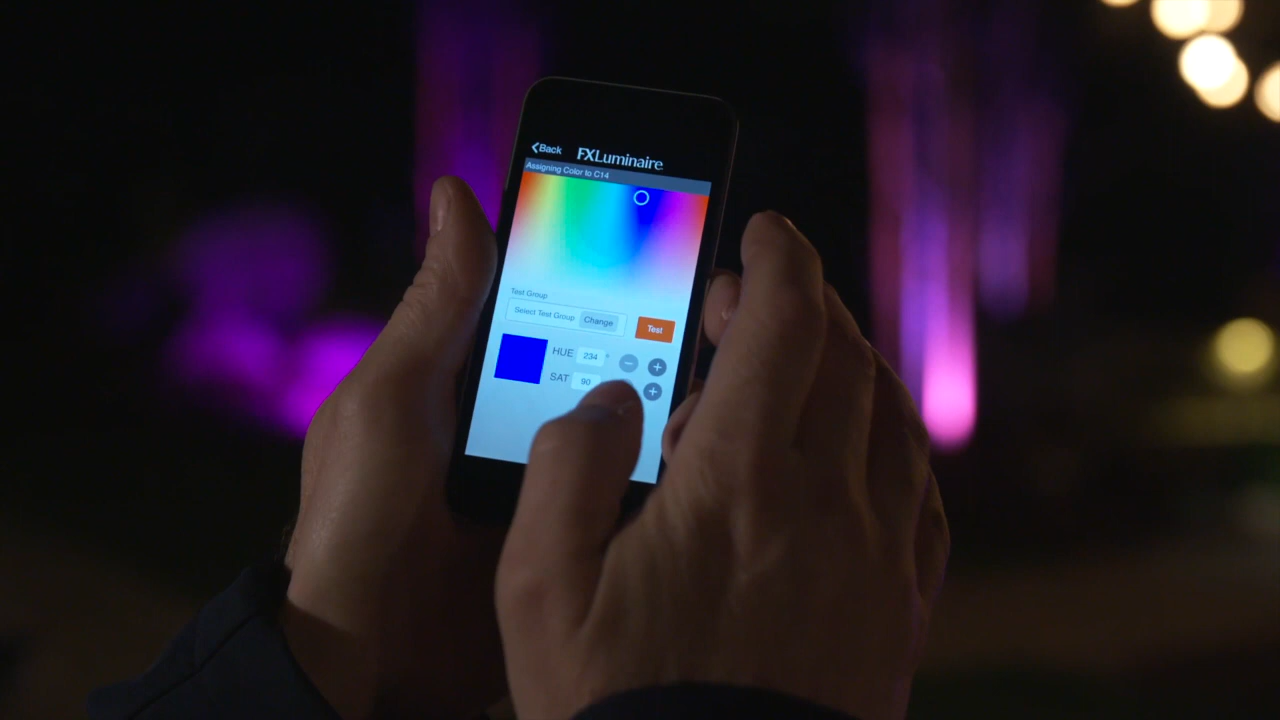 Back FXLuminaire
Assigning Color to C14
Test Group
Select Test Group Change Test
HUE 234 ° − +
SAT 90 +